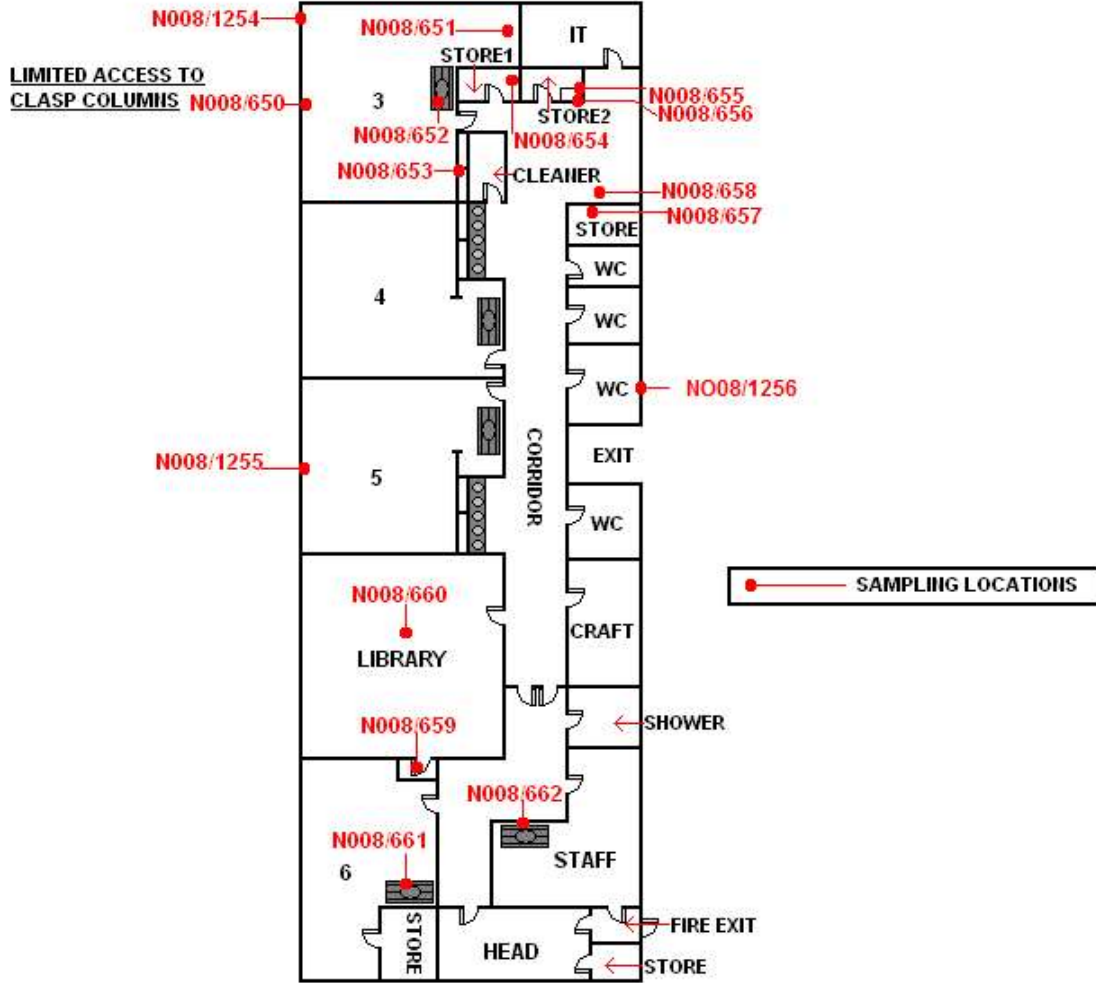 N008/1254
N008/651
IT
STORE1
LIMITED ACCESS TO
CLASP COLUMNS
N008/650
3
N008/655
N008/656
N008/652
STORE2
N008/654
N008/653
CLEANER
N008/658
N008/657
STORE
WC
4
WC
WC
NO08/1256
CORRIDOR
EXIT
N008/1255
5
WC
SAMPLING LOCATIONS
N008/660
CRAFT
LIBRARY
SHOWER
N008/659
N008/662
N008/661
6
STAFF
STORE
FIRE EXIT
HEAD
STORE